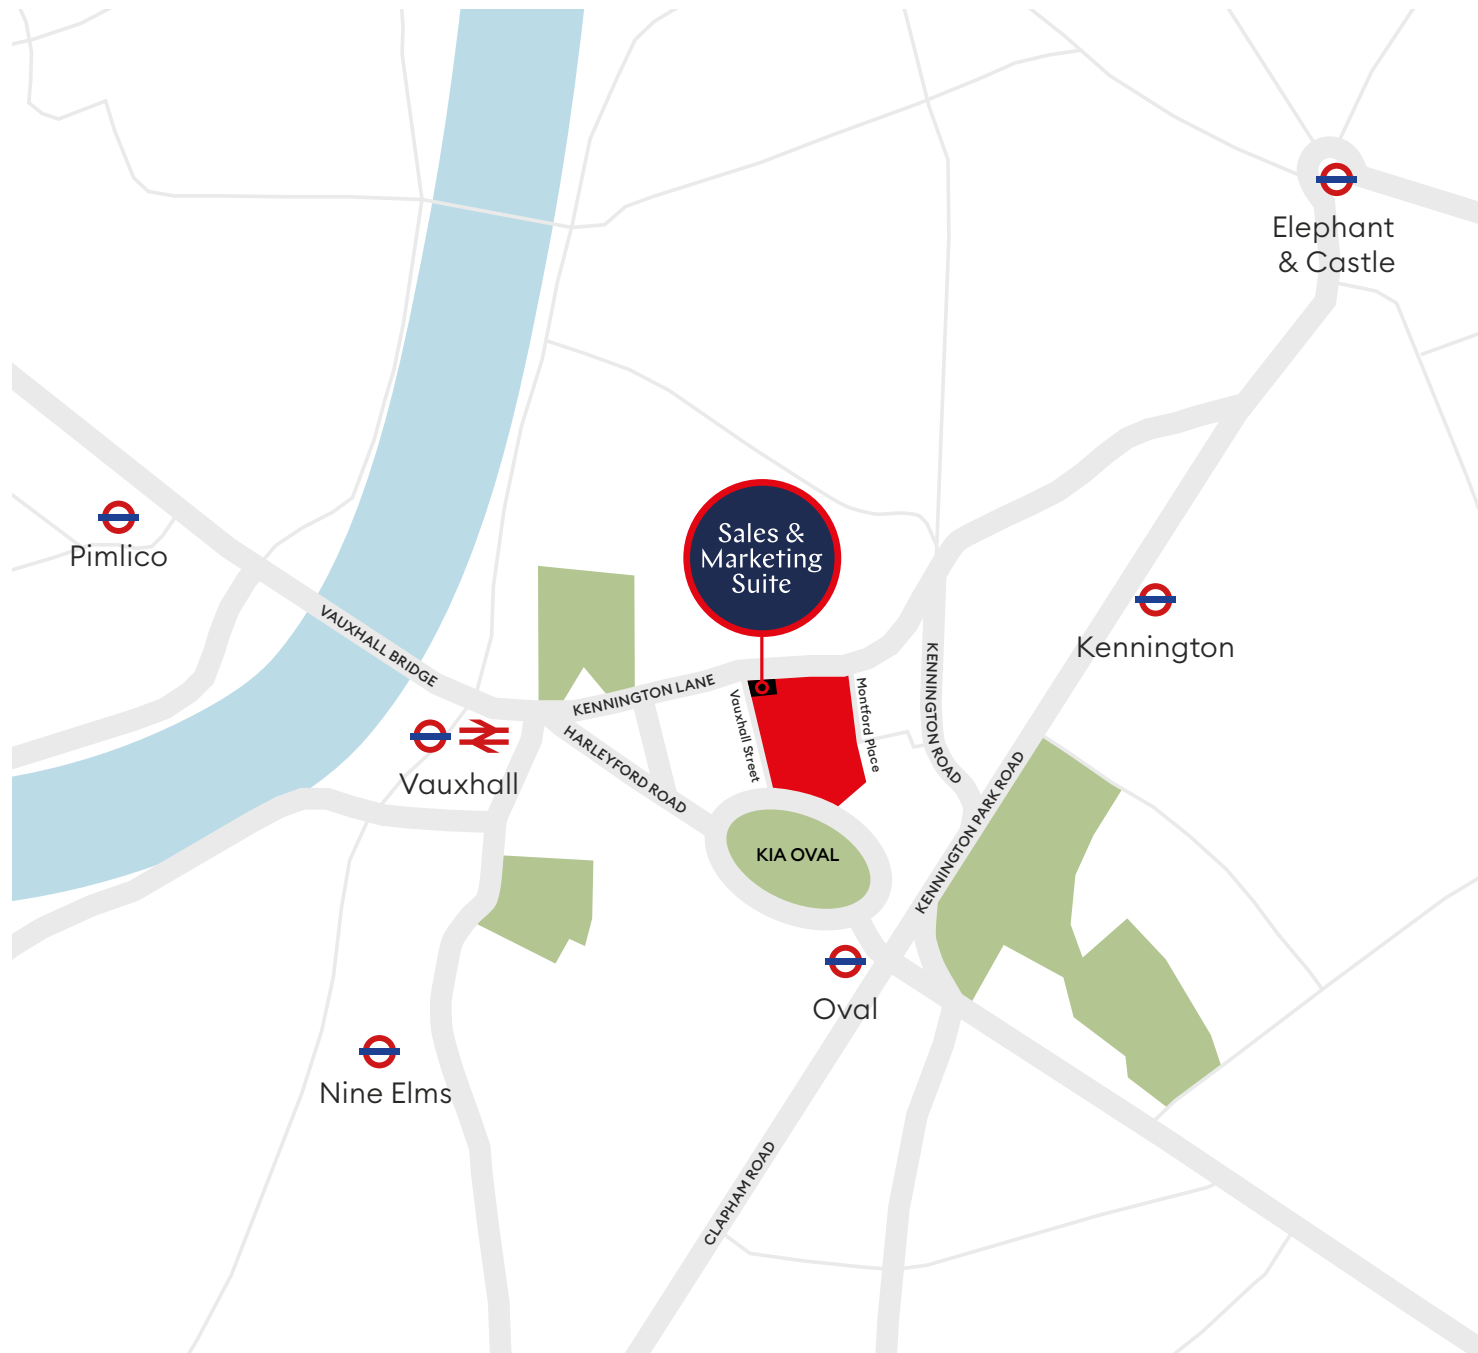 Elephant
& Castle
Sales &
Marketing
Suite
Pimlico
VAUXHALL BRIDGE
Kennington
KENNINGTON LANE
KENNINGTON ROAD
Vauxhall Street
Montford Place
HARLEYFORD ROAD
Vauxhall
KENNINGTON PARK ROAD
KIA OVAL
Oval
Nine Elms
CLAPHAM ROAD